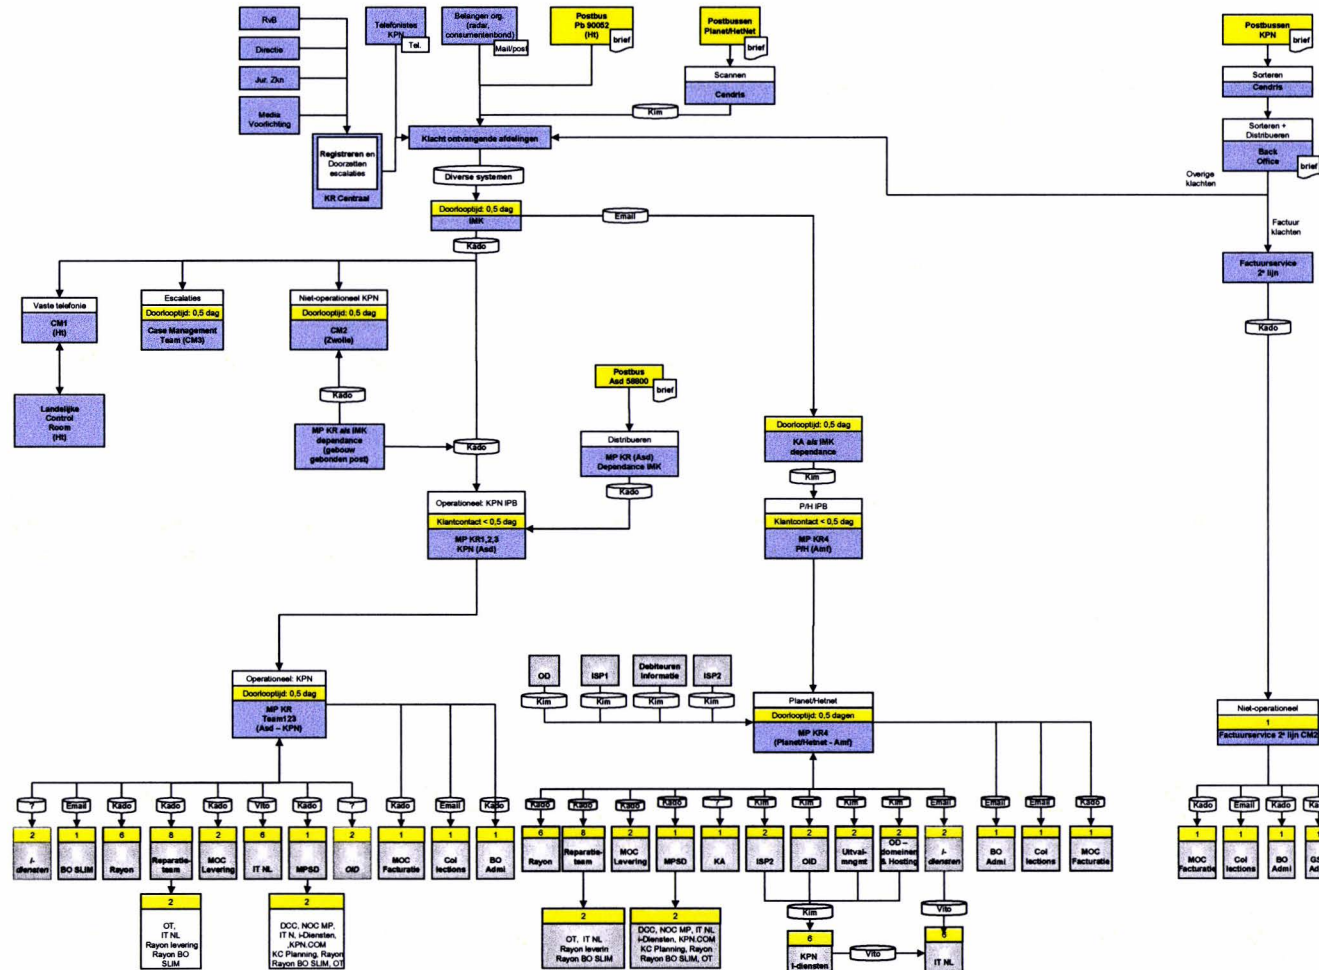 RvB
Directie
Jur. Zkn
Media
Voorlichting
Registreren en
Doorzetten
escalaties
KR Centraal
Telefonistes
KPN
Tel.
Belangen org.
(radar,
consumentenbond)
Mail/post
Postbus
Pb 90052
(Ht)
brief
Postbussen
Planet/HetNet
brief
Scannen
Cendris
Kim
Postbussen
KPN
brief
Sorteren
Cendris
Sorteren +
Distribueren
Back
Office
brief
Klacht ontvangende afdelingen
Diverse systemen
Overige
klachten
Factuur
klachten
Doorlooptijd: 0,5 dag
IMK
Email
Kado
Factuurservice
2e lijn
Kado
Vaste telefonie
CM1
(Ht)
Landelijke
Control
Room
(Ht)
Escalaties
Doorlooptijd: 0,5 dag
Case Management
Team (CM3)
Niet-operationeel KPN
Doorlooptijd: 0,5 dag
CM2
(Zwolle)
Kado
MP KR als IMK
dependance
(gebouw
gebonden post)
Kado
Postbus
Asd 58800
brief
Distribueren
MP KR (Asd)
Dependance IMK
Kado
Doorlooptijd: 0,5 dag
KA als IMK
dependance
Kim
Operationeel: KPN IPB
Klantcontact < 0,5 dag
MP KR1,2,3
KPN (Asd)
P/H IPB
Klantcontact < 0,5 dag
MP KR4
P/H (Amf)
Operationeel: KPN
Doorlooptijd: 0,5 dag
MP KR
Team123
(Asd – KPN)
OD
ISP1
Debiteuren
Informatie
ISP2
Kim
Kim
Kim
Kim
Planet/Hetnet
Doorlooptijd: 0,5 dagen
MP KR4
(Planet/Hetnet - Amf)
Niet-operationeel
1
Factuurservice 2e lijn CM2
?
Email
Kado
Kado
Kado
Vito
Kado
?
Kado
Email
Kado
2
I-
diensten
1
BO SLIM
6
Rayon
8
Reparatie-
team
2
MOC
Levering
6
IT NL
1
MPSD
2
OID
1
MOC
Facturatie
1
Col
lections
1
BO
Admi
2
OT,
IT NL
Rayon levering
Rayon BO
SLIM
2
DCC, NOC MP,
IT N, i-Diensten,
,KPN.COM
KC Planning, Rayon
Rayon BO SLIM, OT
Kado
Kado
Kado
Kado
?
Kim
Kim
Kim
Kim
Email
Email
Email
Kado
6
Rayon
8
Reparatie-
team
2
MOC
Levering
1
MPSD
1
KA
2
ISP2
2
OID
2
Uitval-
mngmt
2
OD –
domeinen
& Hosting
2
I-
diensten
1
BO
Admi
1
Col
lections
1
MOC
Facturatie
2
OT, IT NL
Rayon leverin
Rayon BO SLIM
2
DCC, NOC MP, IT NL
i-Diensten, KPN.COM
KC Planning, Rayon
Rayon BO SLIM, OT
Kim
6
KPN
I-diensten
Vito
Vito
6
IT NL
Kado
Email
Kado
1
MOC
Facturatie
1
Col
lections
1
BO
Admi
1